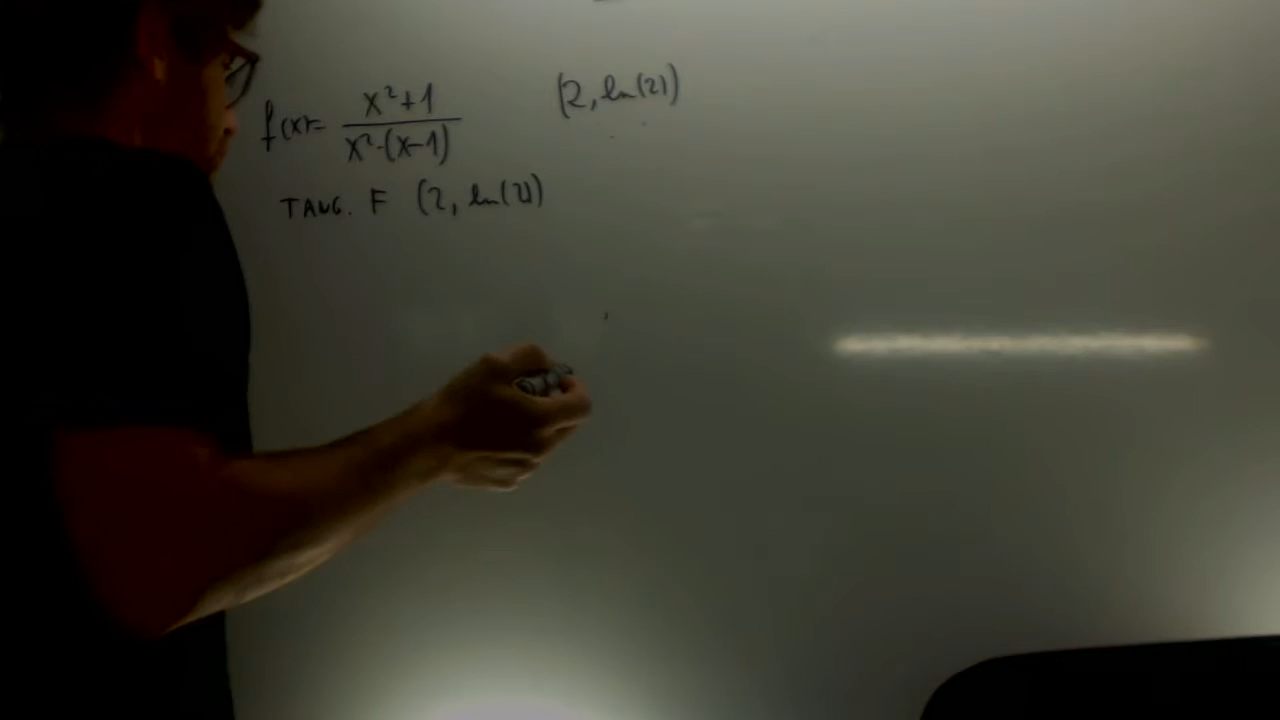 f(x)= x²+1 / x²·(x-1) (2, ln(2))
TANG. F (2, ln(2))